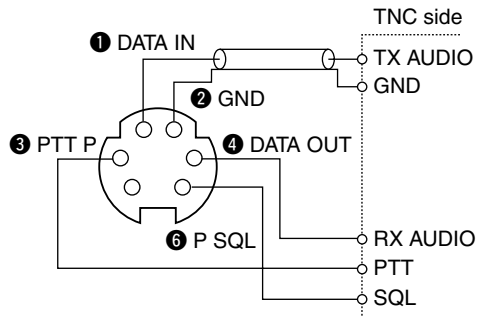 TNC side
❶ DATA IN
TX AUDIO
GND
❷ GND
❸ PTT P
❹ DATA OUT
❻ P SQL
RX AUDIO
PTT
SQL